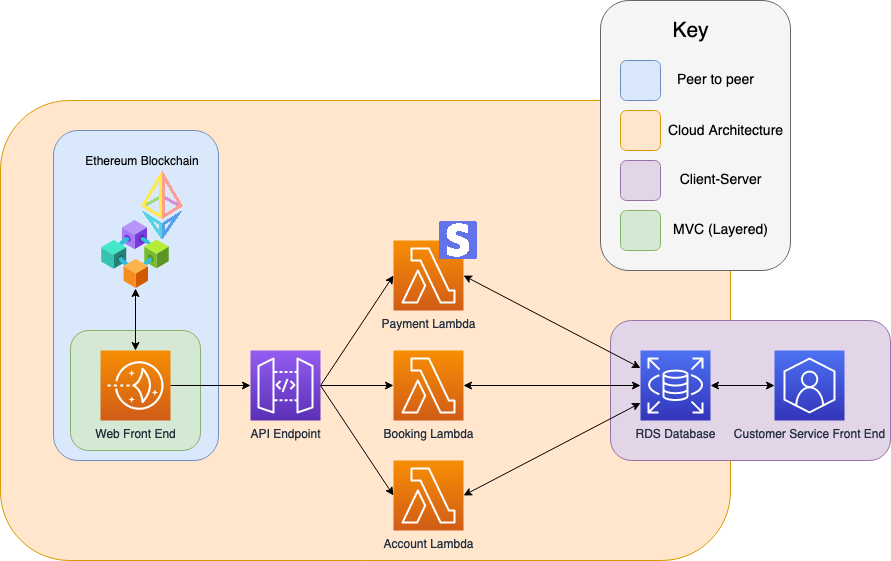 Key
Peer to peer
Cloud Architecture
Client-Server
MVC (Layered)
Ethereum Blockchain
S
Payment Lambda
Web Front End
API Endpoint
Booking Lambda
RDS Database
Customer Service Front End
Account Lambda